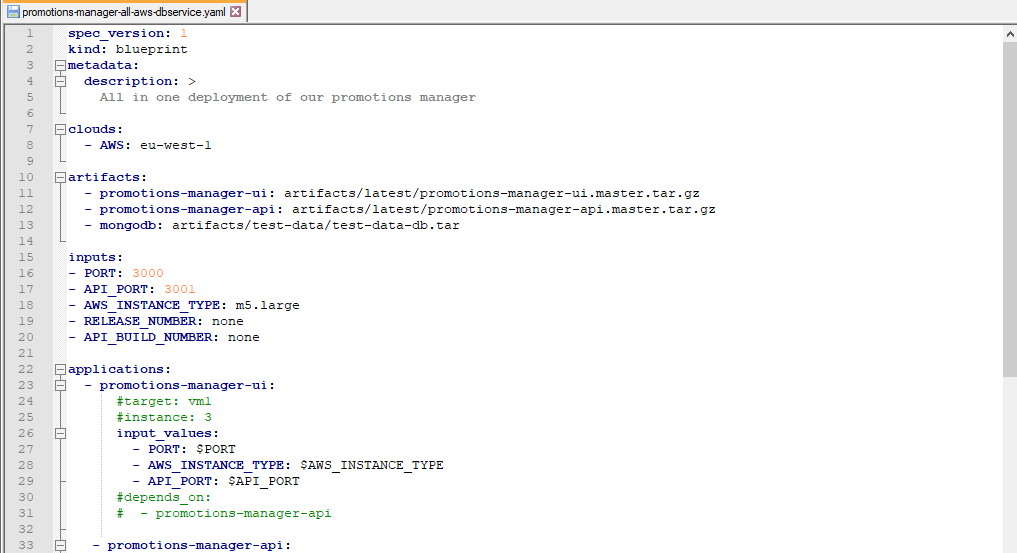 promotions-manager-all-aws-dbservice.yaml
1 spec_version: 1
2 kind: blueprint
3 metadata:
4   description: >
5     All in one deployment of our promotions manager
6
7 clouds:
8   - AWS: eu-west-1
9
10 artifacts:
11   - promotions-manager-ui: artifacts/latest/promotions-manager-ui.master.tar.gz
12   - promotions-manager-api: artifacts/latest/promotions-manager-api.master.tar.gz
13   - mongodb: artifacts/test-data/test-data-db.tar
14
15 inputs:
16 - PORT: 3000
17 - API_PORT: 3001
18 - AWS_INSTANCE_TYPE: m5.large
19 - RELEASE_NUMBER: none
20 - API_BUILD_NUMBER: none
21
22 applications:
23   - promotions-manager-ui:
24       #target: vm1
25       #instance: 3
26       input_values:
27         - PORT: $PORT
28         - AWS_INSTANCE_TYPE: $AWS_INSTANCE_TYPE
29         - API_PORT: $API_PORT
30       #depends_on:
31       #  - promotions-manager-api
32
33    - promotions-manager-api: